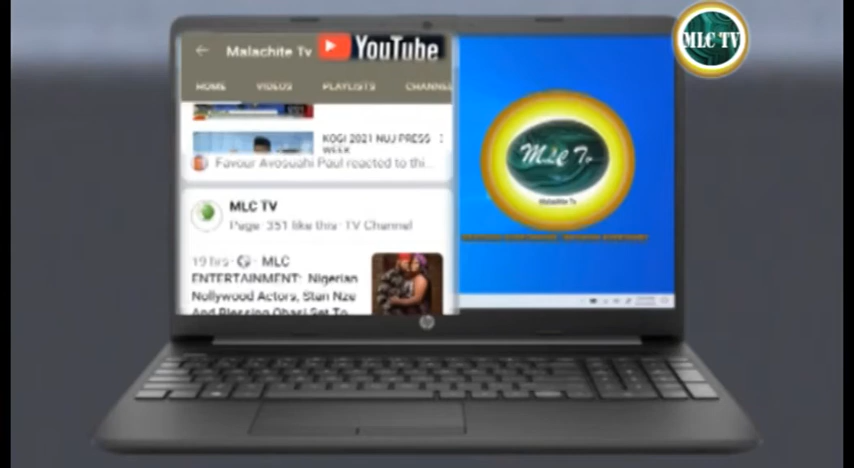 MLC TV
Malachite Tv YouTube
HOME VIDEOS PLAYLISTS CHANNEL
KOGI 2021 NUJ PRESS
WEEK
Favour Avosuahi Paul reacted to thi...
MLC TV
Page · 351 like this · TV Channel
19 hrs · MLC
ENTERTAINMENT: Nigerian
Nollywood Actors, Stan Nze
And Blessing Obasi Set To
MLC Tv
Malachite Tv
hp